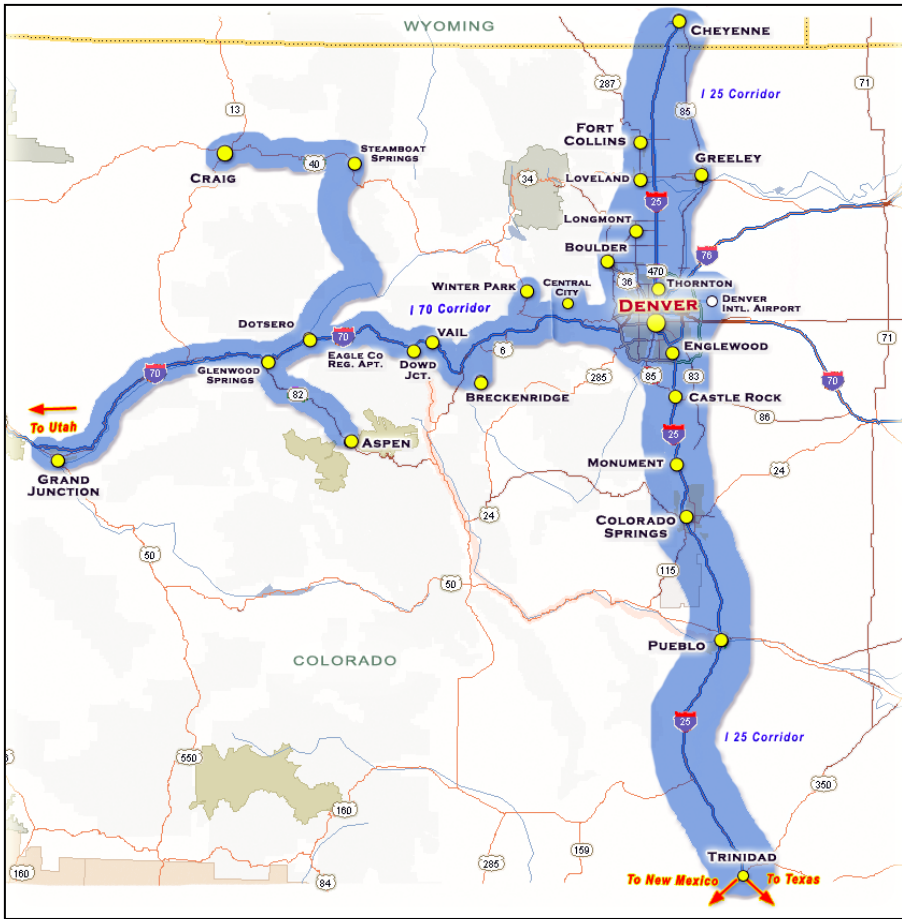 WYOMING
CHEYENNE
287
71
I 25 Corridor
85
13
FORT
COLLINS
STEAMBOAT
SPRINGS
40
CRAIG
GREELEY
34
LOVELAND
25
LONGMONT
BOULDER
76
470
36
THORNTON
WINTER PARK
CENTRAL
CITY
DENVER
INTL. AIRPORT
DENVER
I 70 Corridor
DOTSERO
VAIL
70
6
EAGLE CO
REG. APT.
DOWD
JCT.
ENGLEWOOD
71
GLENWOOD
SPRINGS
70
285
85
83
70
82
BRECKENRIDGE
CASTLE ROCK
86
To Utah
25
ASPEN
MONUMENT
24
GRAND
JUNCTION
24
COLORADO
SPRINGS
50
115
50
PUEBLO
COLORADO
25
I 25 Corridor
550
350
160
159
TRINIDAD
160
285
84
To New Mexico
To Texas